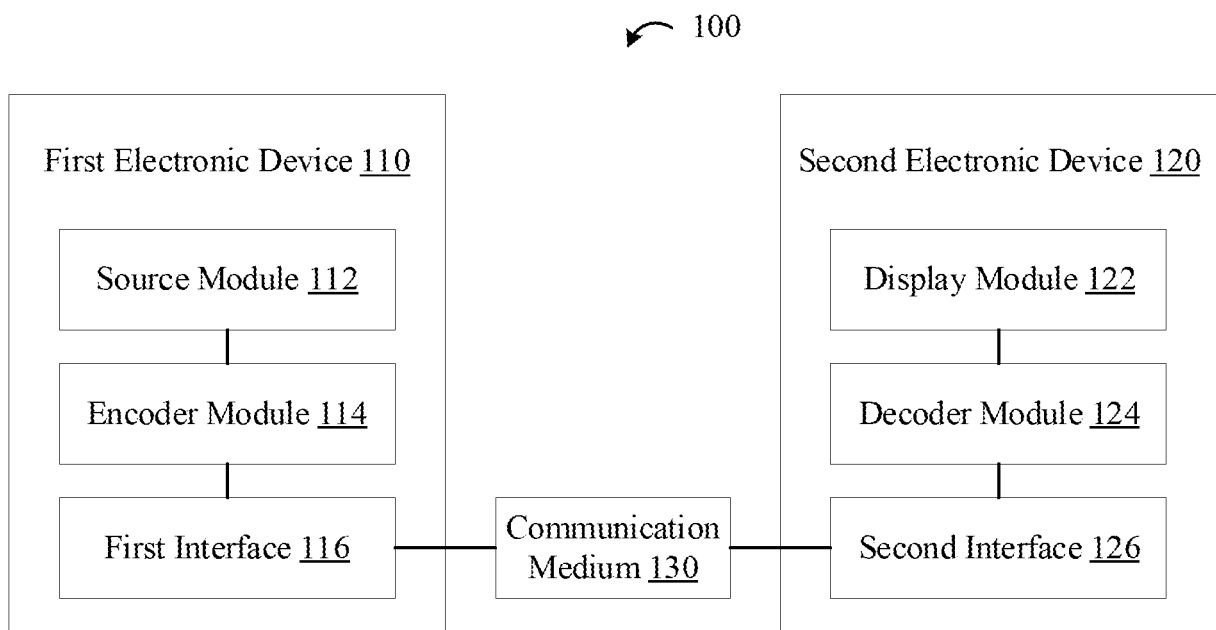 100
First Electronic Device 110
Source Module 112
Encoder Module 114
First Interface 116
Communication
Medium 130
Second Electronic Device 120
Display Module 122
Decoder Module 124
Second Interface 126